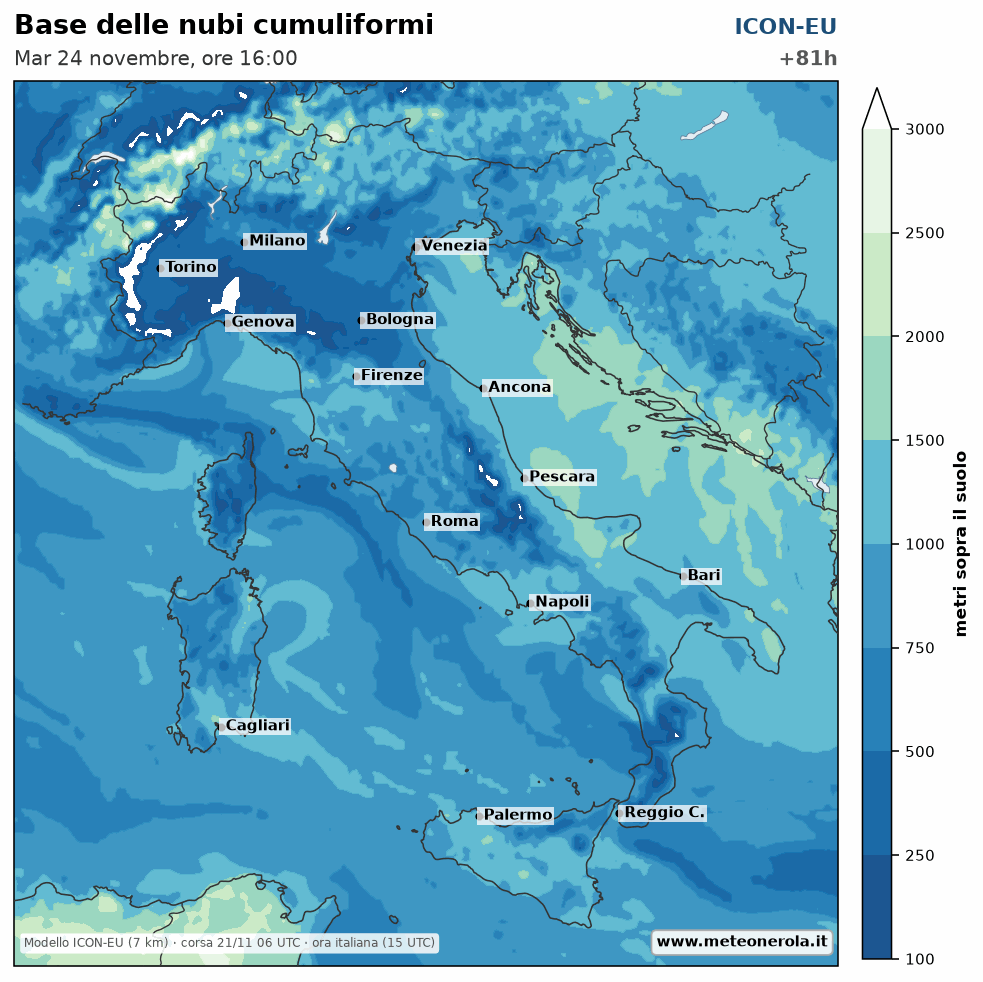 Base delle nubi cumuliformi
ICON-EU
Mar 24 novembre, ore 16:00
+81h
3000
2500
2000
1500
1000
750
500
250
100
metri sopra il suolo
Milano
Venezia
Torino
Genova
Bologna
Firenze
Ancona
Pescara
Roma
Bari
Napoli
Cagliari
Palermo
Reggio C.
Modello ICON-EU (7 km) · corsa 21/11 06 UTC · ora italiana (15 UTC)
www.meteonerola.it